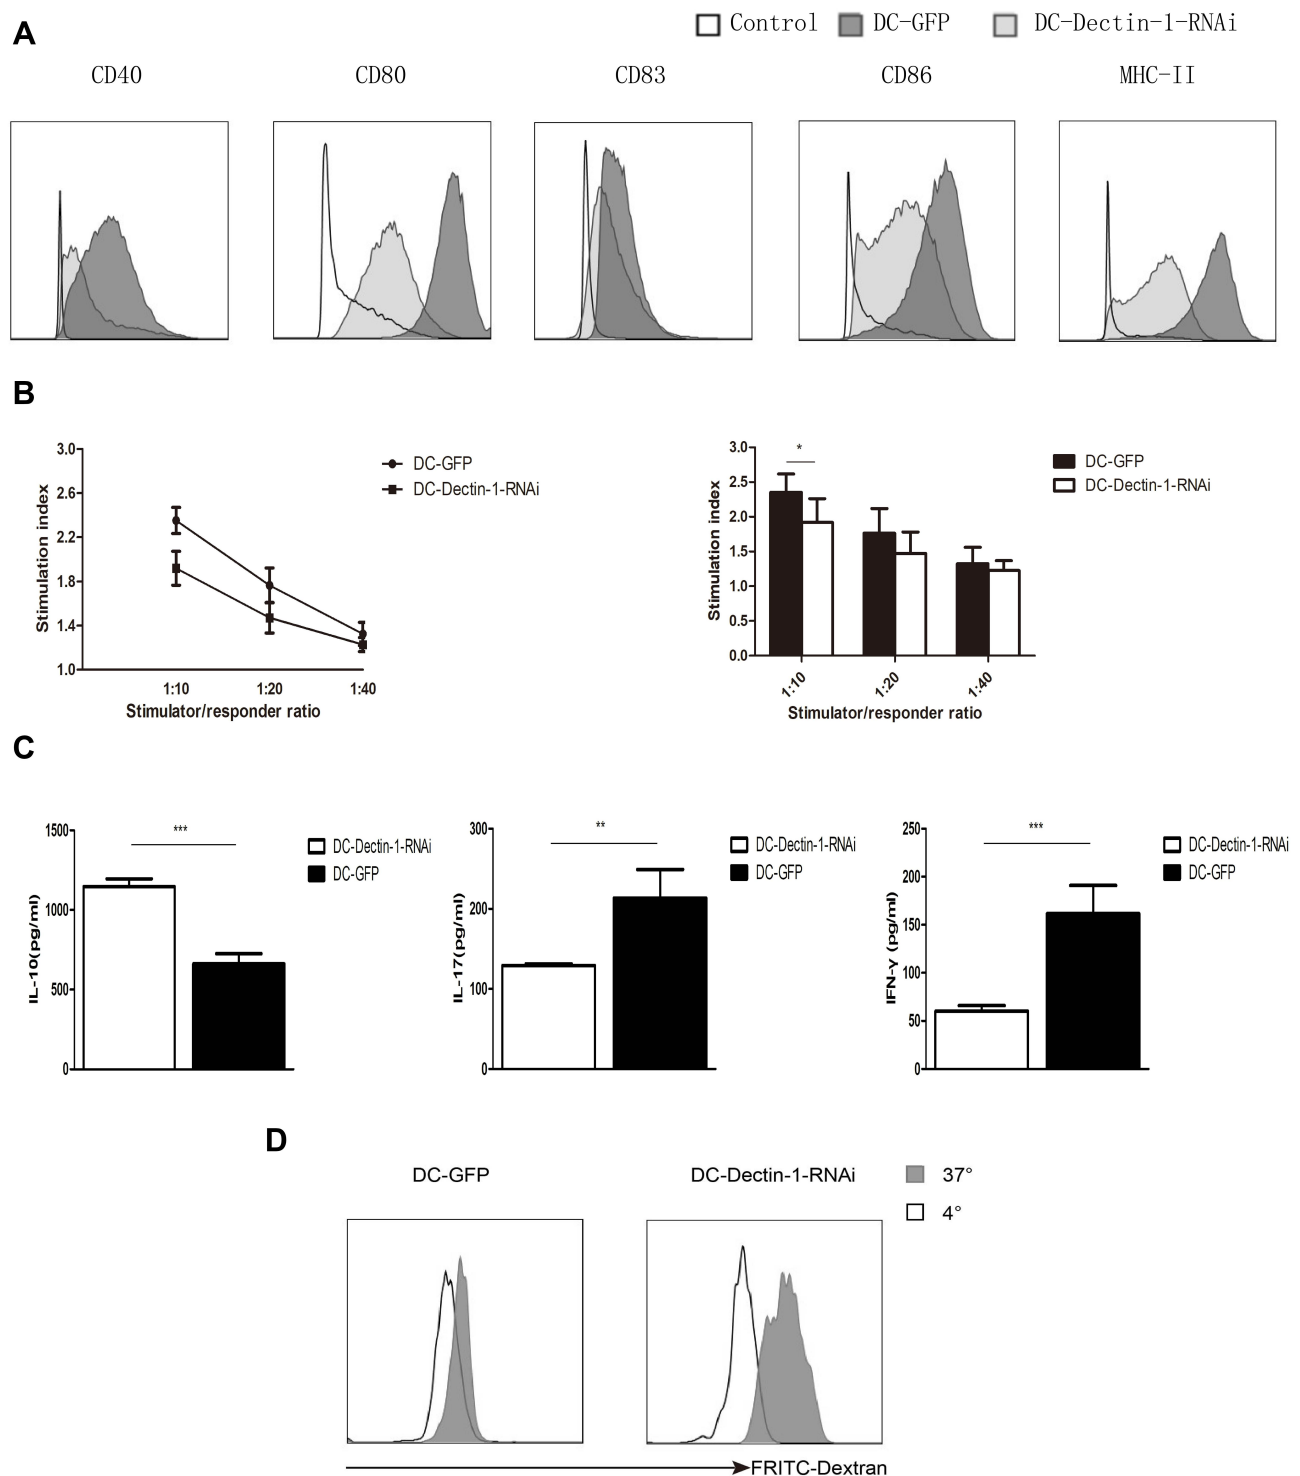 A
Control DC-GFP DC-Dectin-1-RNAi
CD40 CD80 CD83 CD86 MHC-II
B
3.0
2.6
2.2
1.8
1.4
1.0
Stimulation index
1:10 1:20 1:40
Stimulator/responder ratio
DC-GFP
DC-Dectin-1-RNAi
3.0
2.5
2.0
1.5
1.0
0.5
0.0
Stimulation index
*
1:10 1:20 1:40
Stimulator/responder ratio
DC-GFP
DC-Dectin-1-RNAi
C
1500
1000
500
0
IL-10(pg/ml)
***
DC-Dectin-1-RNAi
DC-GFP
300
200
100
0
IL-17(pg/ml)
**
DC-Dectin-1-RNAi
DC-GFP
250
200
150
100
50
0
IFN-γ (pg/ml)
***
DC-Dectin-1-RNAi
DC-GFP
D
DC-GFP DC-Dectin-1-RNAi
37°
4°
FRITC-Dextran